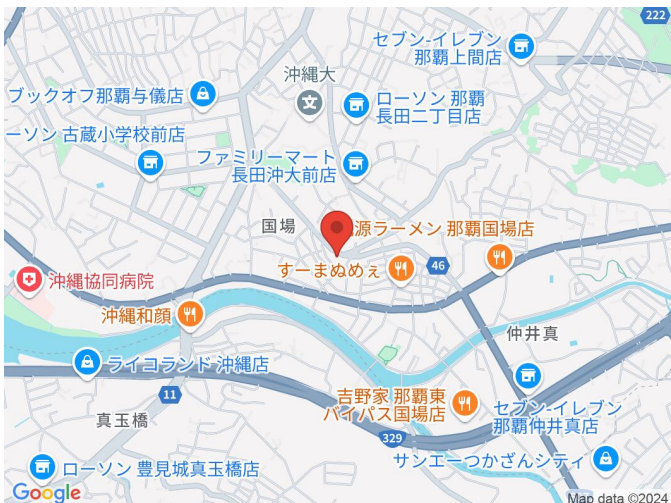 222
セブン-イレブン
那覇上間店
沖縄大
ブックオフ那覇与儀店
ローソン 那覇
長田二丁目店
ーソン 古蔵小学校前店
ファミリーマート
長田沖大前店
国場
源ラーメン 那覇国場店
すーまぬめぇ
46
沖縄協同病院
沖縄和顔
仲井真
ライコランド 沖縄店
11
吉野家 那覇東
バイパス国場店
真玉橋
セブン-イレブン
那覇仲井真店
329
ローソン 豊見城真玉橋店
サンエーつかざんシティ
Google
Map data ©2024